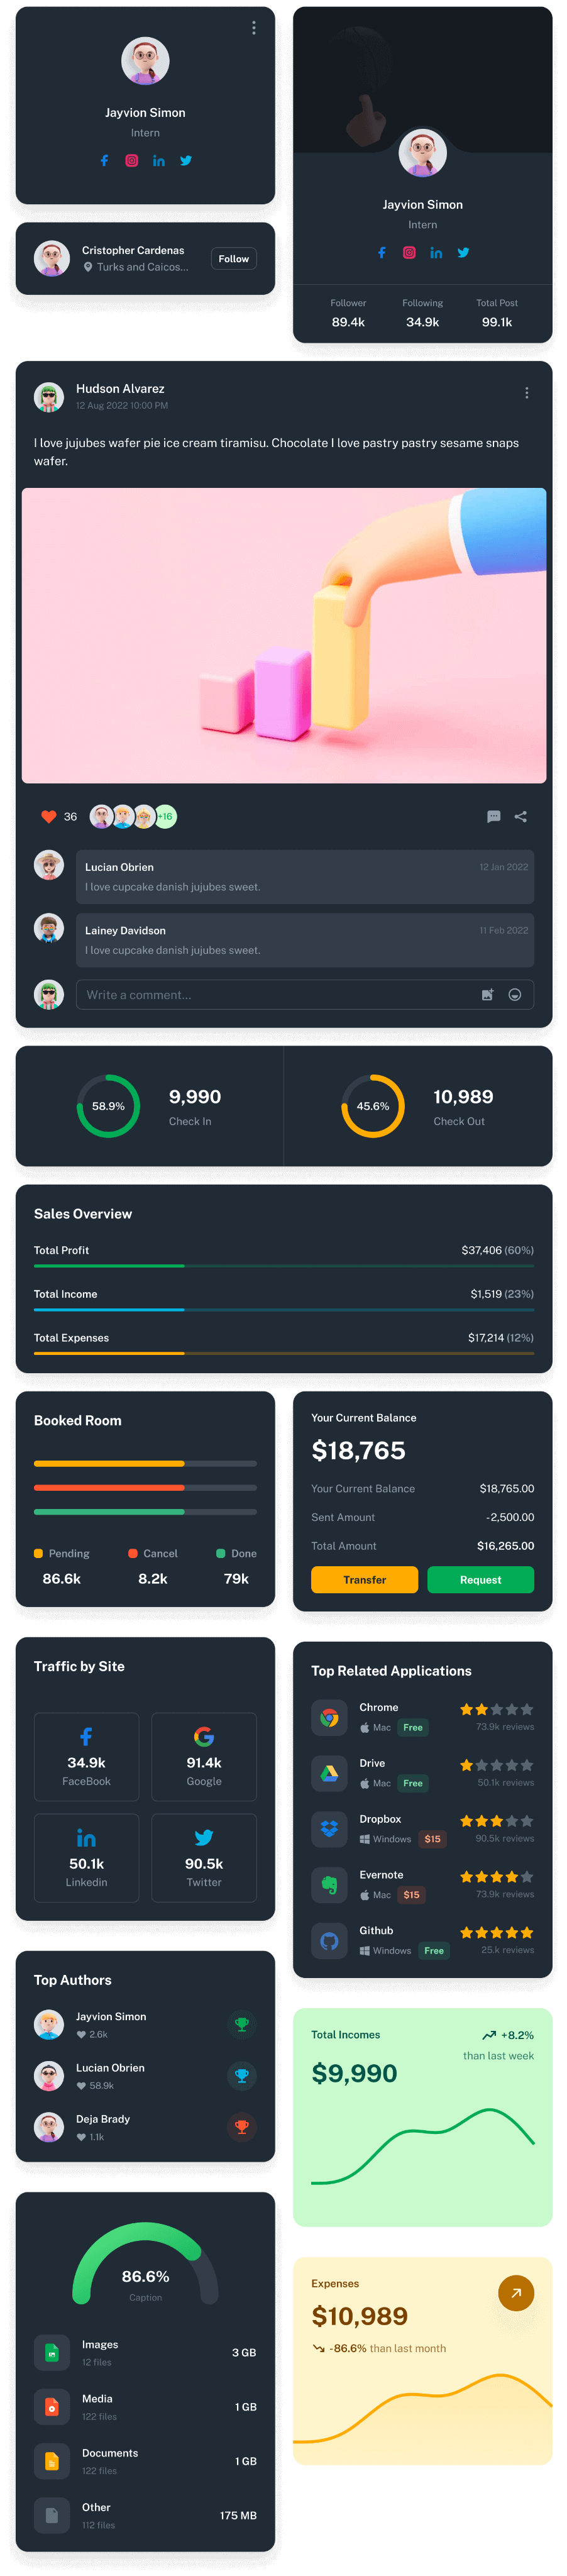 Jayvion Simon
Intern
Jayvion Simon
Intern
Follower Following Total Post
89.4k 34.9k 99.1k
Cristopher Cardenas
Turks and Caicos...
Follow
Hudson Alvarez
12 Aug 2022 10:00 PM
I love jujubes wafer pie ice cream tiramisu. Chocolate I love pastry pastry sesame snaps
wafer.
36
+16
Lucian Obrien 12 Jan 2022
I love cupcake danish jujubes sweet.
Lainey Davidson 11 Feb 2022
I love cupcake danish jujubes sweet.
Write a comment...
58.9%
9,990
Check In
45.6%
10,989
Check Out
Sales Overview
Total Profit $37,406 (60%)
Total Income $1,519 (23%)
Total Expenses $17,214 (12%)
Booked Room
Pending Cancel Done
86.6k 8.2k 79k
Your Current Balance
$18,765
Your Current Balance $18,765.00
Sent Amount -2,500.00
Total Amount $16,265.00
Transfer Request
Traffic by Site
34.9k
FaceBook
91.4k
Google
50.1k
Linkedin
90.5k
Twitter
Top Related Applications
Chrome
Mac Free 73.9k reviews
Drive
Mac Free 50.1k reviews
Dropbox
Windows $15 90.5k reviews
Evernote
Mac $15 73.9k reviews
Github
Windows Free 25.k reviews
Top Authors
Jayvion Simon
2.6k
Lucian Obrien
58.9k
Deja Brady
1.1k
Total Incomes +8.2%
than last week
$9,990
86.6%
Caption
Images
12 files
3 GB
Media
122 files
1 GB
Documents
122 files
1 GB
Other
112 files
175 MB
Expenses
$10,989
-86.6% than last month